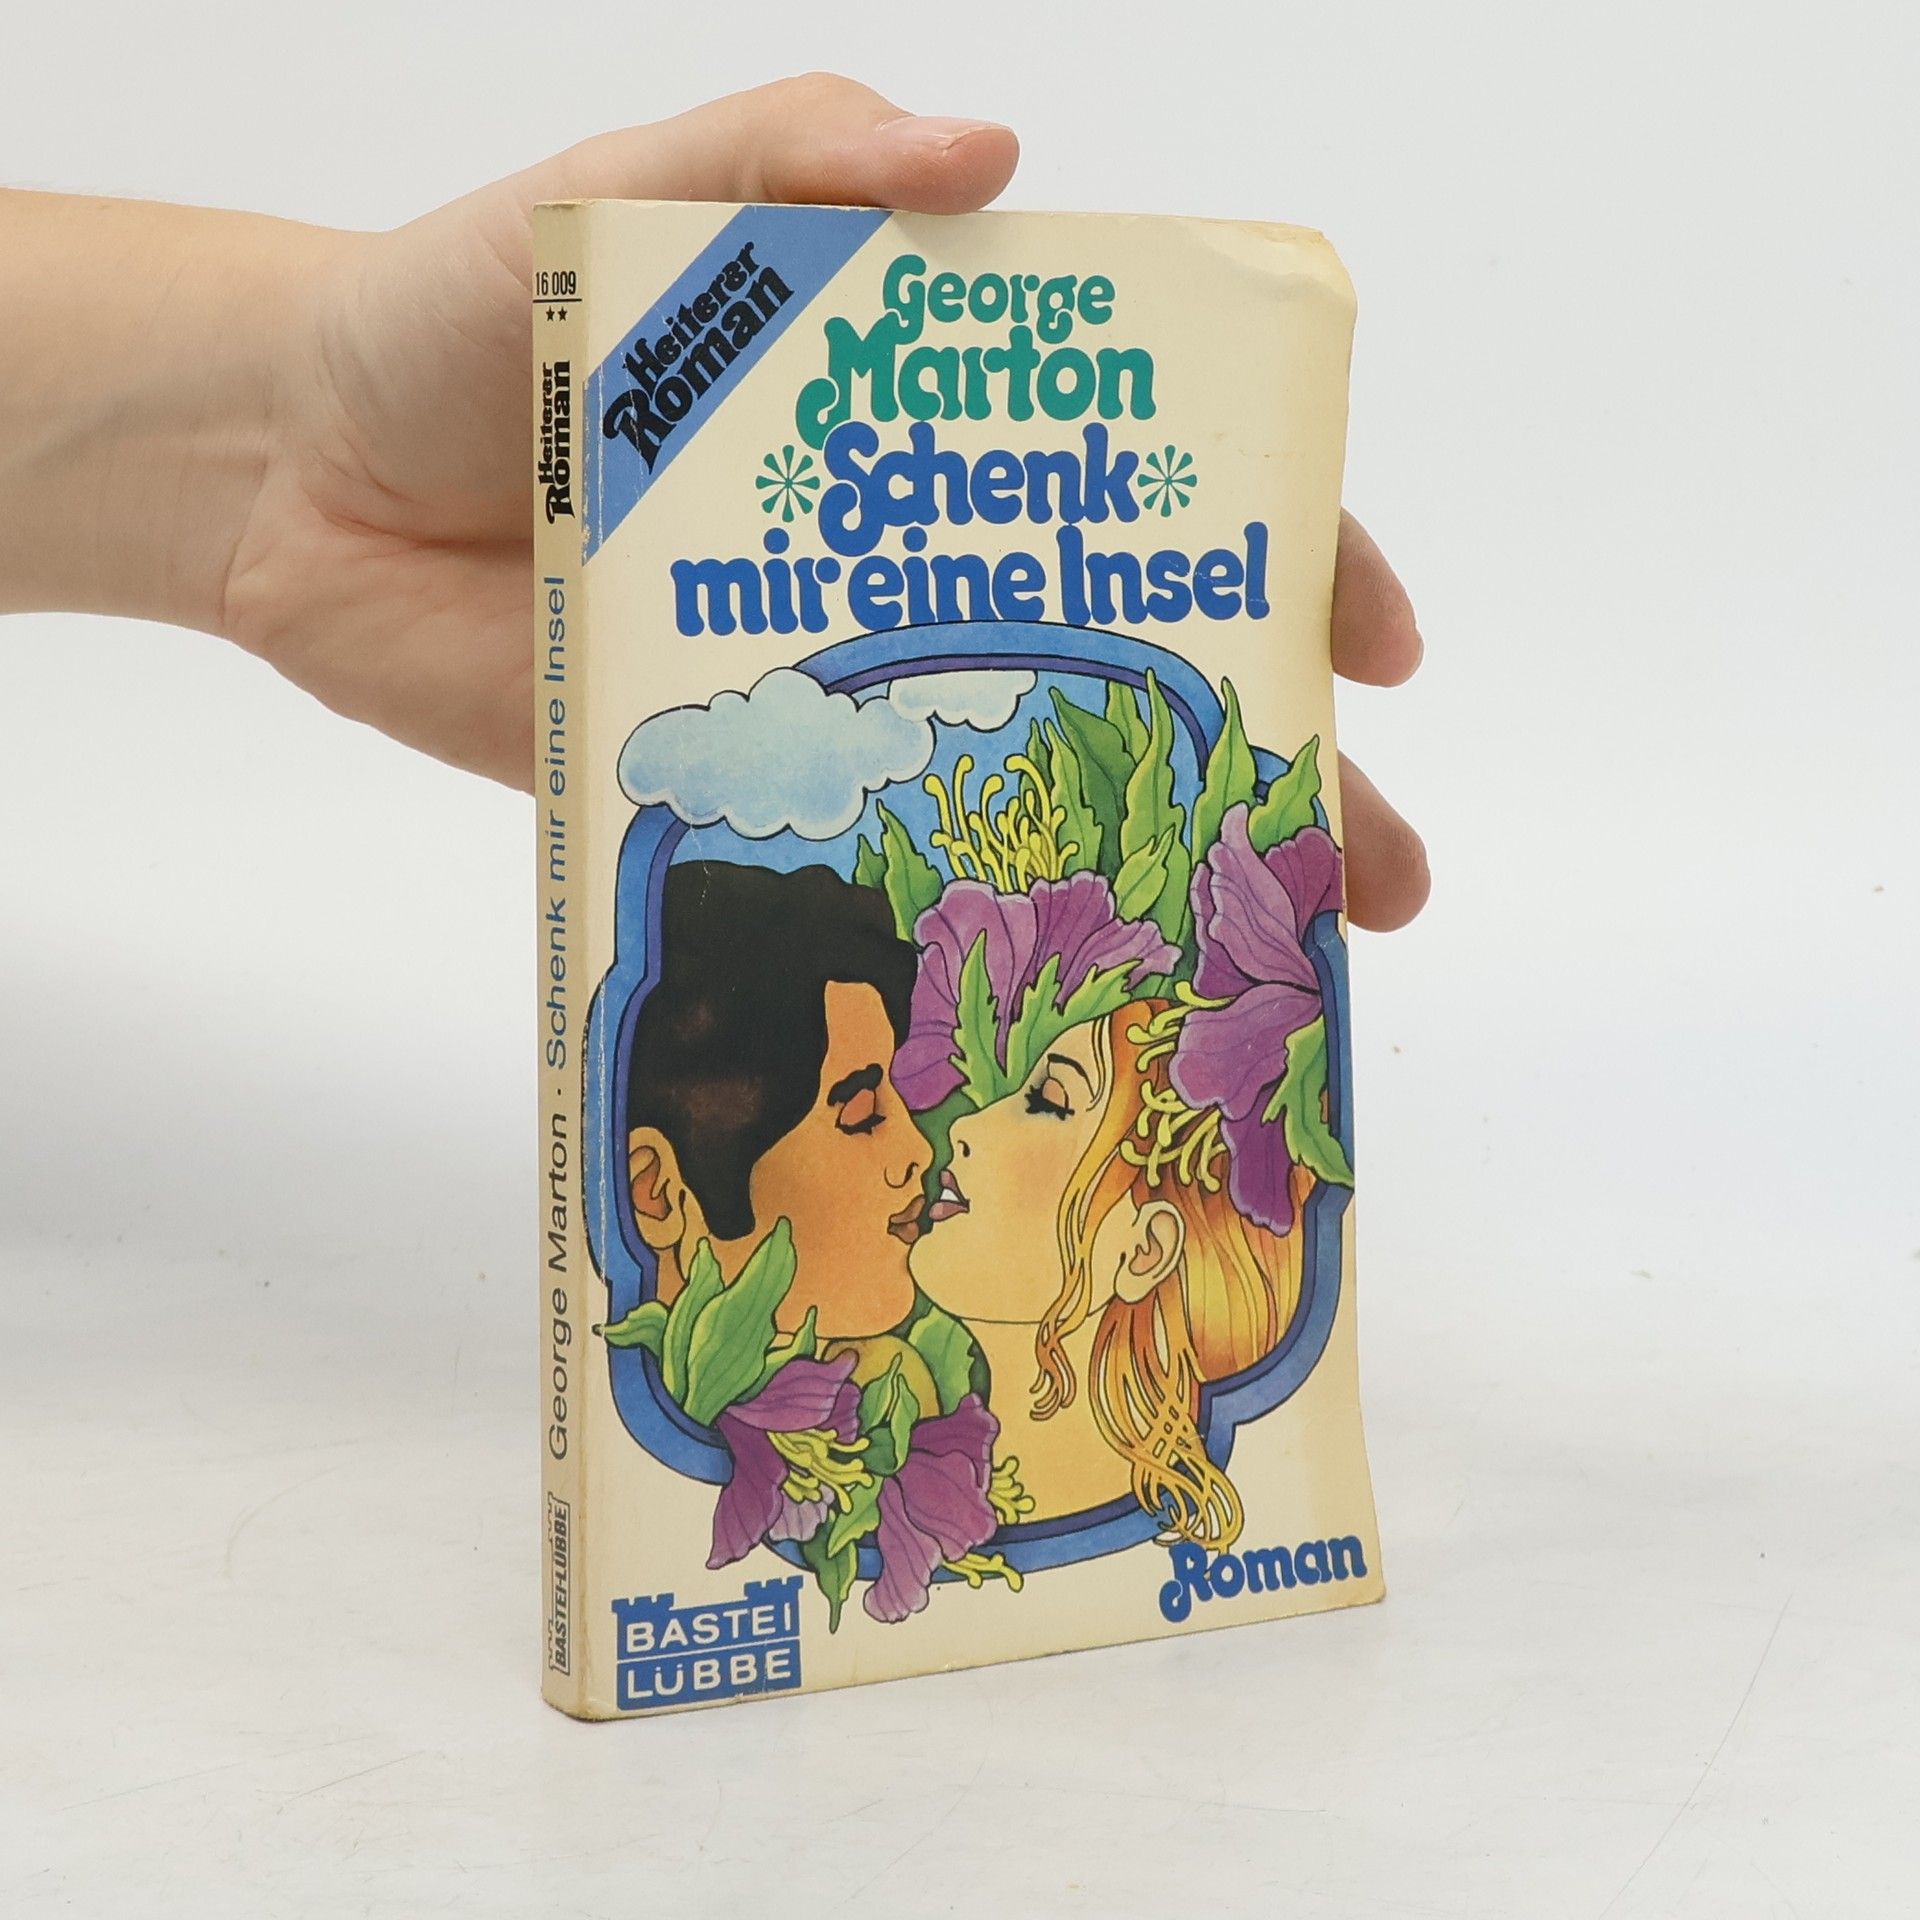 16 009
**
Heiterer
Roman
George Marton · Schenk mir eine Insel
BASTEI-LÜBBE
Heiterer
Roman
George
Marton
Schenk
mir eine Insel
Roman
BASTEI
LÜBBE